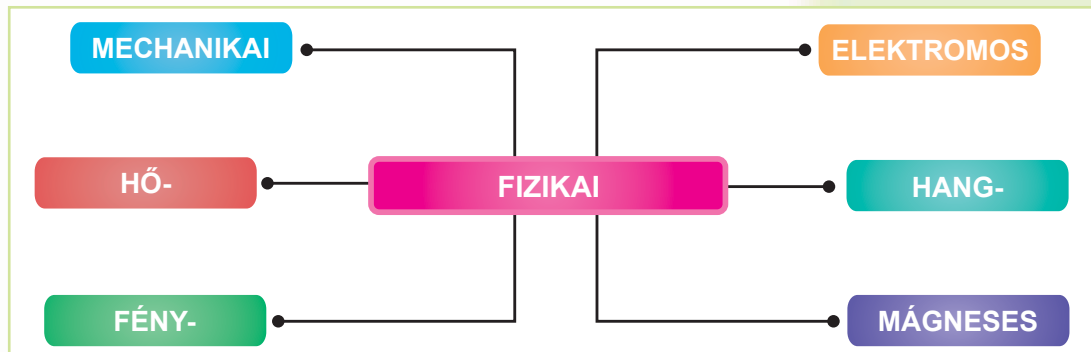 MECHANIKAI
ELEKTROMOS
HŐ-
FIZIKAI
HANG-
FÉNY-
MÁGNESES